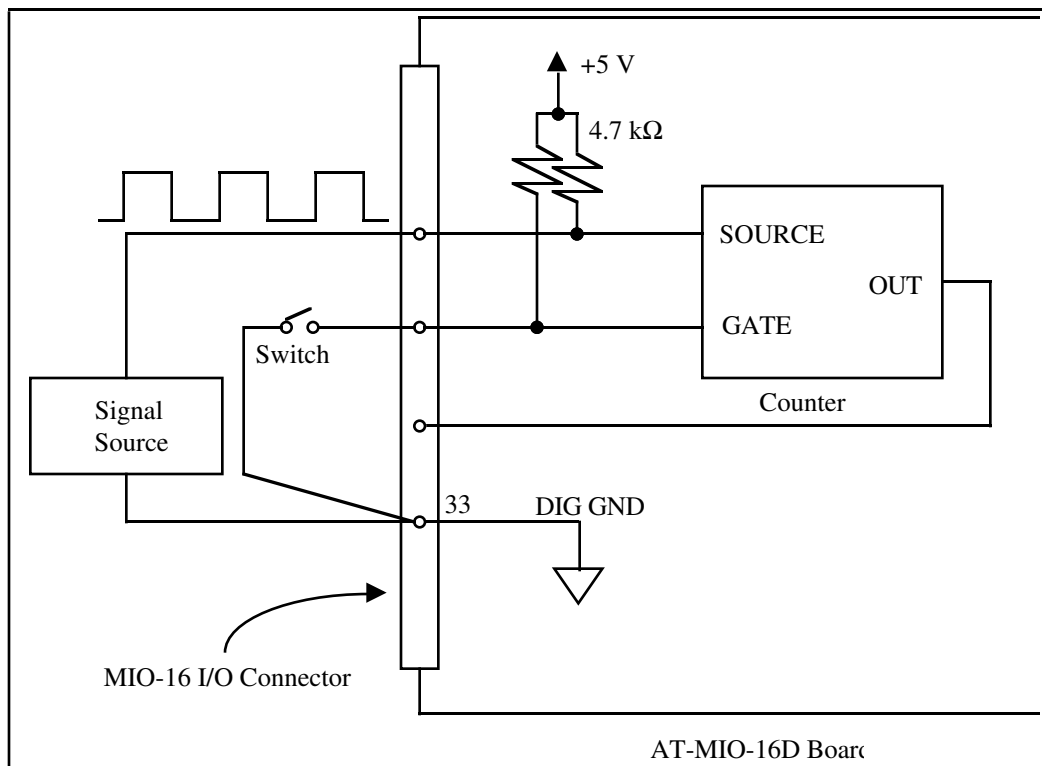 +5 V
4.7 kΩ
SOURCE
OUT
GATE
Switch
Counter
Signal
Source
33
DIG GND
MIO-16 I/O Connector
AT-MIO-16D Board